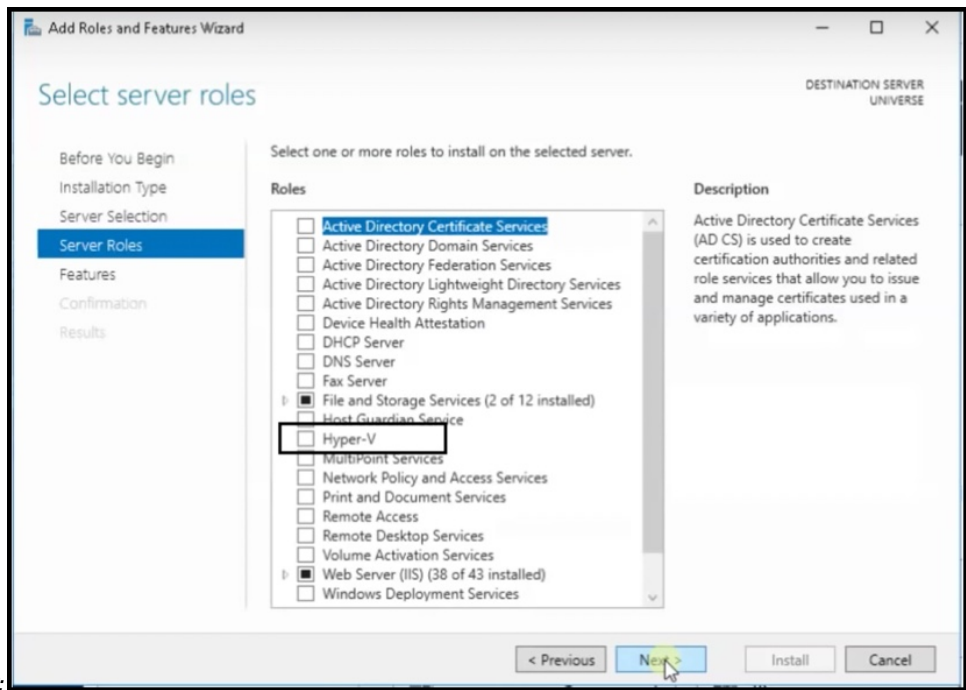 Add Roles and Features Wizard
Select server roles
DESTINATION SERVER
UNIVERSE
Before You Begin
Installation Type
Server Selection
Server Roles
Features
Confirmation
Results
Select one or more roles to install on the selected server.
Roles
Active Directory Certificate Services
Active Directory Domain Services
Active Directory Federation Services
Active Directory Lightweight Directory Services
Active Directory Rights Management Services
Device Health Attestation
DHCP Server
DNS Server
Fax Server
File and Storage Services (2 of 12 installed)
Host Guardian Service
Hyper-V
MultiPoint Services
Network Policy and Access Services
Print and Document Services
Remote Access
Remote Desktop Services
Volume Activation Services
Web Server (IIS) (38 of 43 installed)
Windows Deployment Services
Description
Active Directory Certificate Services
(AD CS) is used to create
certification authorities and related
role services that allow you to issue
and manage certificates used in a
variety of applications.
< Previous
Next >
Install
Cancel